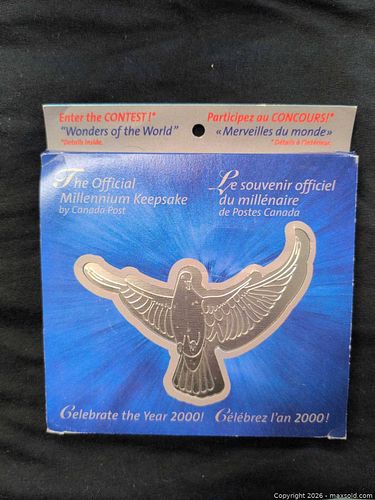 Enter the CONTEST!*
"Wonders of the World"
*Details inside.
Participez au CONCOURS!*
« Merveilles du monde »
*Détails à l'intérieur.
The Official
Millennium Keepsake
by Canada Post
Le souvenir officiel
du millénaire
de Postes Canada
Celebrate the Year 2000!
Célébrez l'an 2000!
Copyright 2026 - maxsold.com